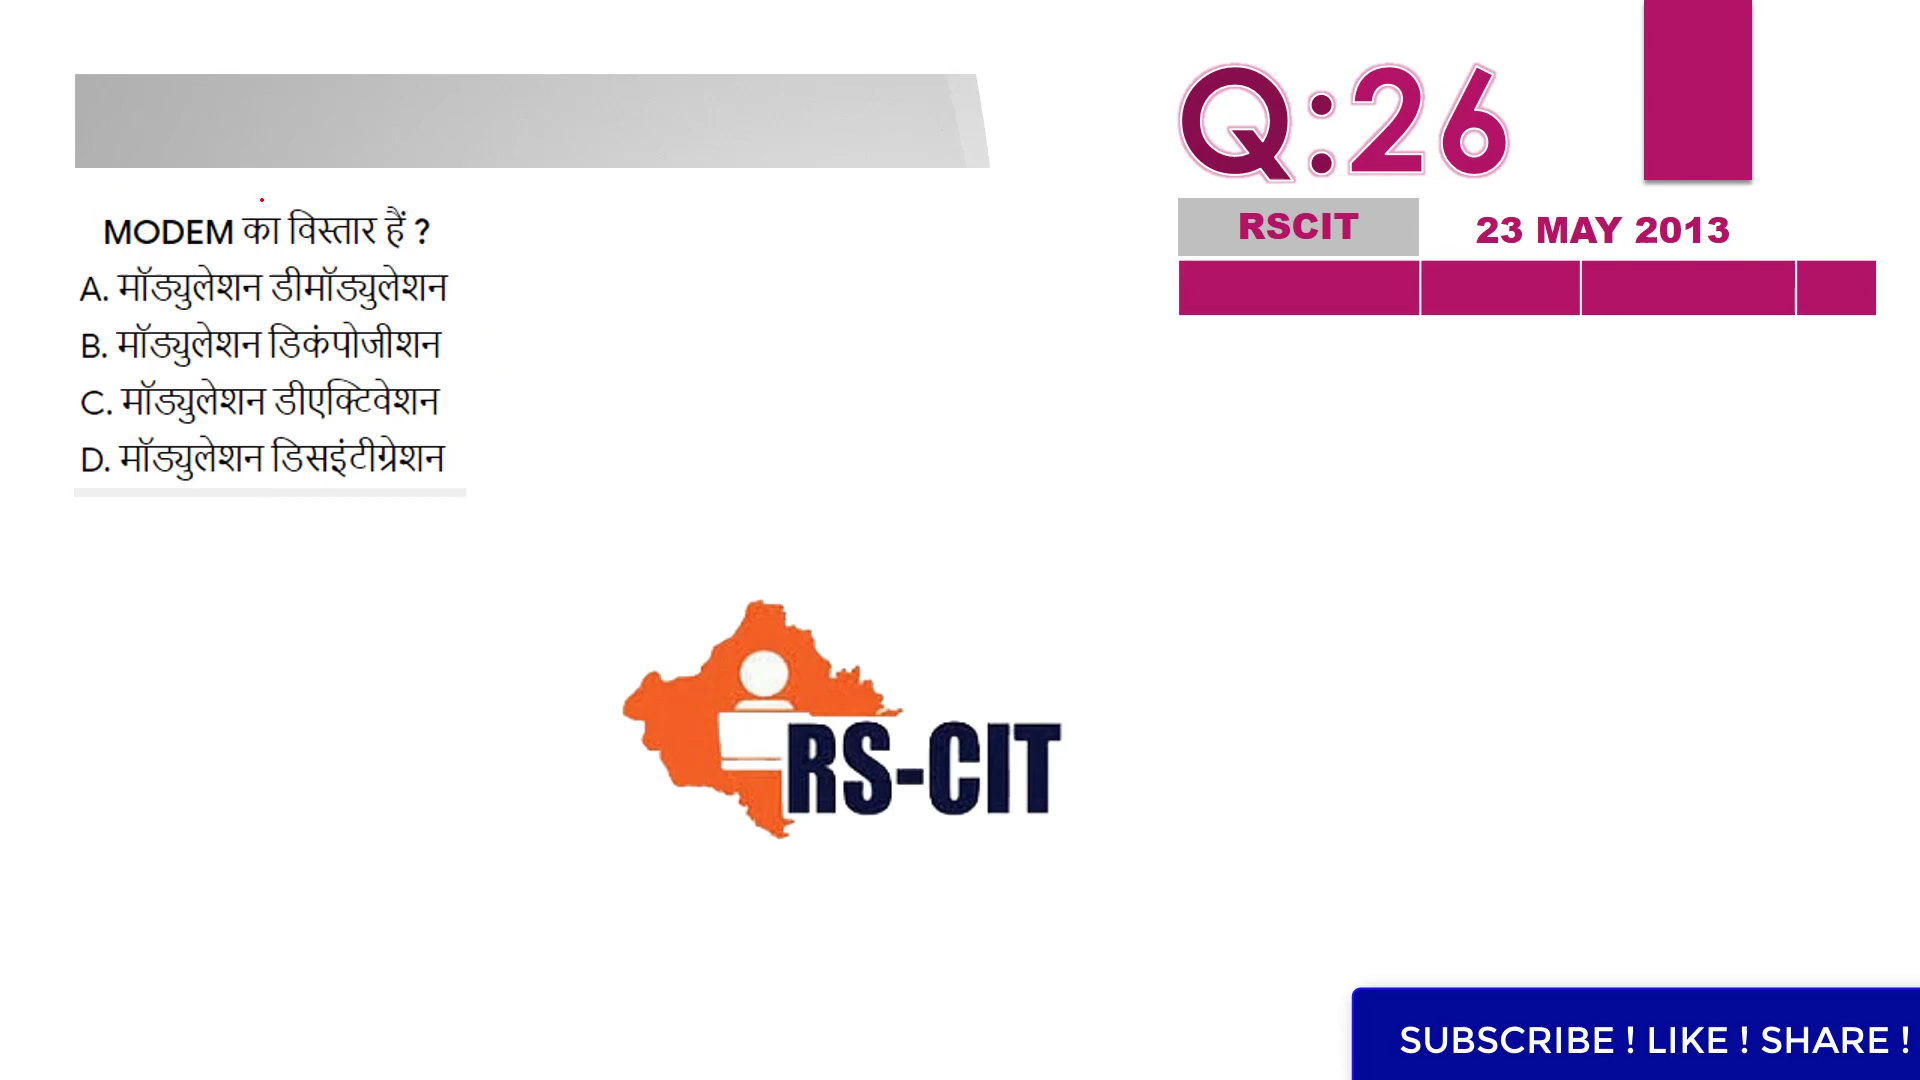 Q:26
RSCIT
23 MAY 2013
MODEM का विस्तार हैं ?
A. मॉड्युलेशन डीमॉड्युलेशन
B. मॉड्युलेशन डिकंपोजीशन
C. मॉड्युलेशन डीएक्टिवेशन
D. मॉड्युलेशन डिसइंटीग्रेशन
RS-CIT
SUBSCRIBE ! LIKE ! SHARE !